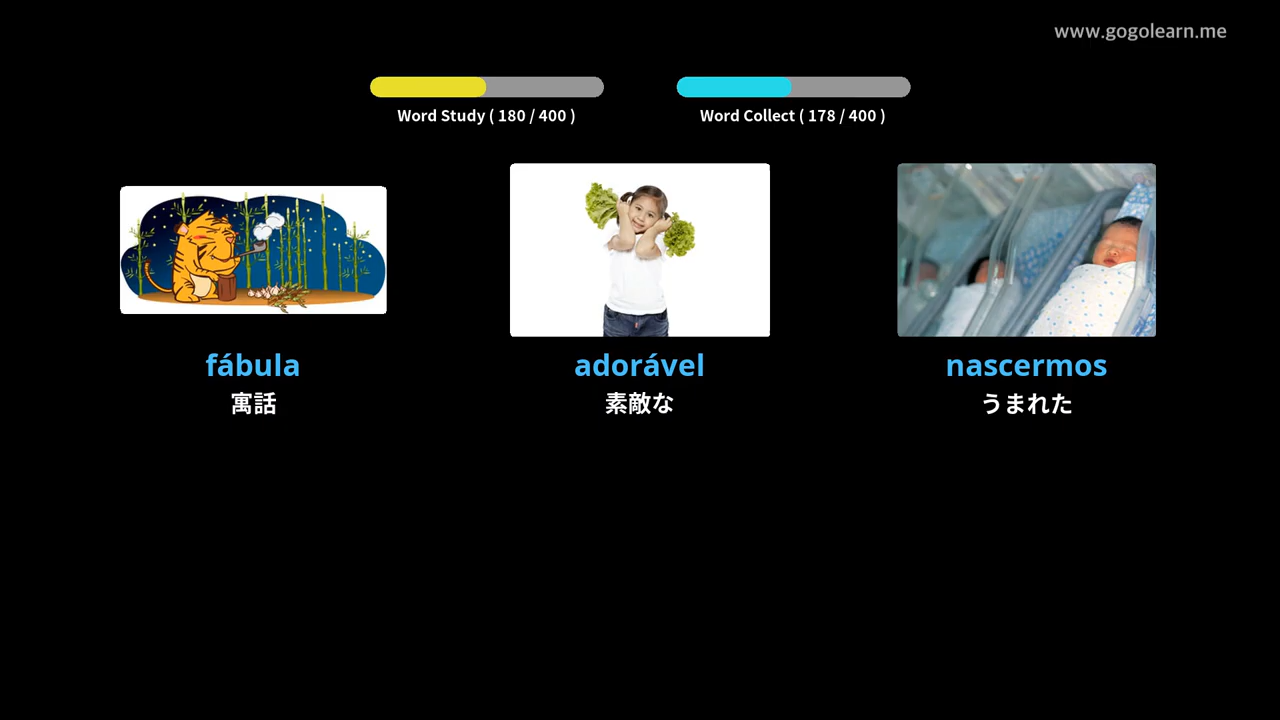 www.gogolearn.me
Word Study ( 180 / 400 )
Word Collect ( 178 / 400 )
fábula
寓話
adorável
素敵な
nascermos
うまれた